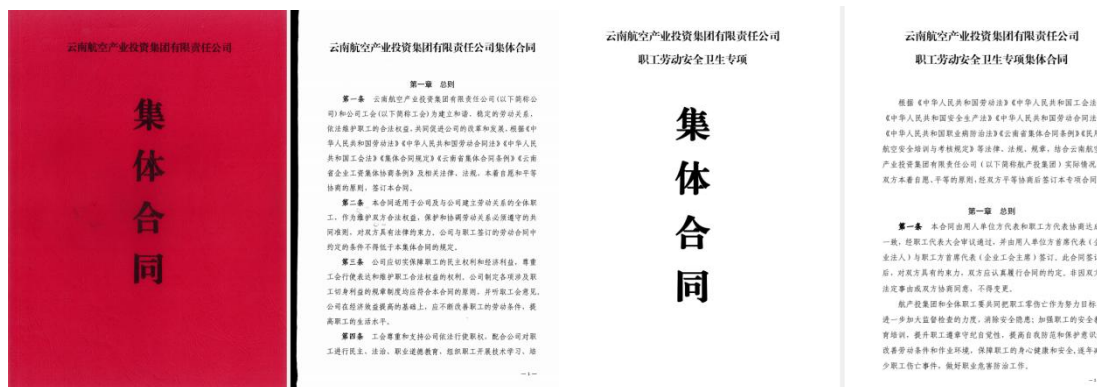 云南航空产业投资集团有限责任公司
集
体
合
同
云南航空产业投资集团有限责任公司集体合同
第一章 总则
第一条 云南航空产业投资集团有限责任公司(以下简称公
司)和公司工会(以下简称工会)为建立和谐、稳定的劳动关系，
依法维护职工的合法权益,共同促进公司的改革和发展,根据《中
华人民共和国劳动法》《中华人民共和国劳动合同法》《中华人民
共和国工会法》《集体合同规定》《云南省集体合同条例》《云南
省企业工资集体协商条例》及相关法律、法规，本着自愿和平等
协商的原则，签订本合同。
第二条 本合同适用于公司及与公司建立劳动关系的全体职
工，作为维护双方合法权益，保护和协调劳动关系必须遵守的共
同准则，对双方具有法律约束力。公司与职工签订的劳动合同中
约定的条件不得低于本集体合同的规定。
第三条 公司应切实保障职工的民主权利和经济利益，尊重
工会行使表达和维护职工合法权益的权利。公司制定各项涉及职
工切身利益的规章制度均应符合本合同的原则，并听取工会意见。
公司在经济效益提高的基础上，应不断改善职工的劳动条件，提
高职工的生活水平。
第四条 工会尊重和支持公司依法行使职权，配合公司对职
工进行民主、法治、职业道德教育，组织职工开展技术学习、培
—1—
云南航空产业投资集团有限责任公司
职工劳动安全卫生专项
集
体
合
同
云南航空产业投资集团有限责任公司
职工劳动安全卫生专项集体合同
根据《中华人民共和国劳动法》《中华人民共和国工会法
《中华人民共和国安全生产法》《中华人民共和国劳动合同法
《中华人民共和国职业病防治法》《云南省集体合同条例》《民用
航空安全培训与考核规定》等法律、法规、规章，结合云南航空
产业投资集团有限责任公司（以下简称航产投集团）实际情况
双方本着自愿、平等的原则,经双方平等协商后签订本专项合同
第一章 总则
第一条 本合同由用人单位方代表和职工方代表协商达成
一致，经职工代表大会审议通过，并由用人单位方首席代表（企
业法人）与职工方首席代表（企业工会主席）签订。此合同签订
后，对双方具有约束力，双方应认真履行合同的约定。非因双方
法定事由或双方协商同意，不得变更。
航产投集团和全体职工要共同把职工零伤亡作为努力目标
进一步加大监督检查的力度，消除安全隐患；加强职工的安全教
育培训，提升职工遵章守纪自觉性，提高自我防范和保护意识
改善劳动条件和作业环境，保障职工的身心健康和安全,逐年减
少职工伤亡事件，做好职业危害防治工作。